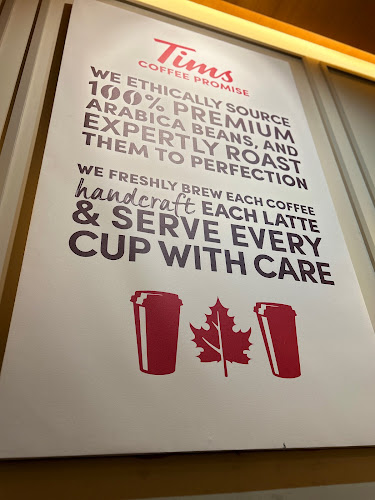 Tims
COFFEE PROMISE
WE ETHICALLY SOURCE
100% PREMIUM
ARABICA BEANS, AND
EXPERTLY ROAST
THEM TO PERFECTION
WE FRESHLY BREW EACH COFFEE
handcraft EACH LATTE
& SERVE EVERY
CUP WITH CARE